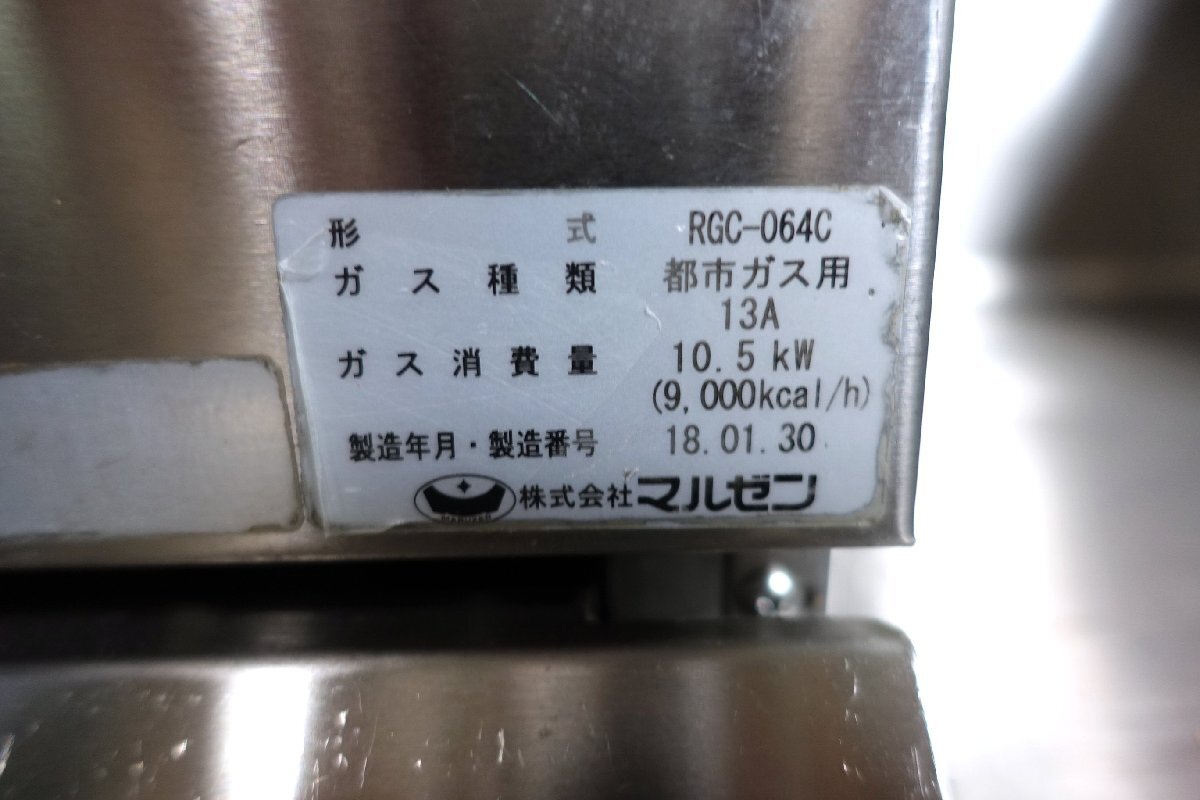 形式 RGC-064C
ガス種類 都市ガス用
13A
ガス消費量 10.5 kW
(9,000kcal/h)
製造年月・製造番号 18.01.30
MARUZEN 株式会社マルゼン